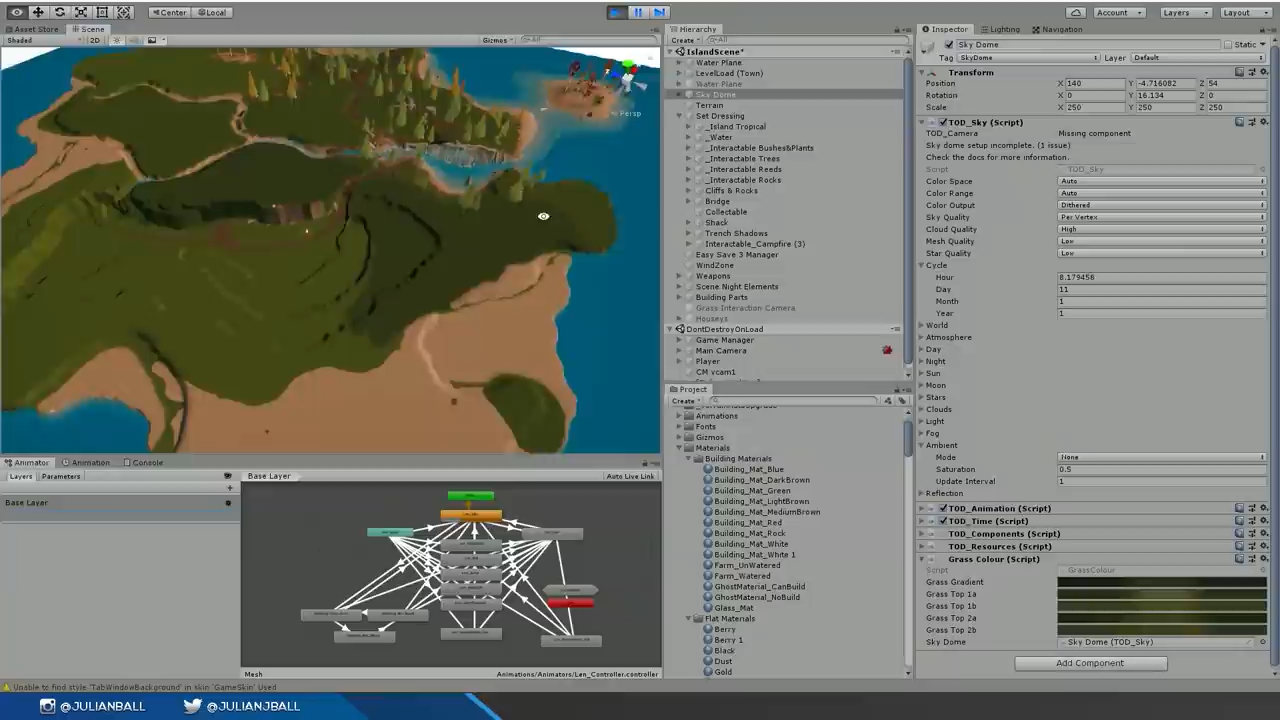 Center Local
Account Layers Layout
Asset Store Scene
Shaded 2D Gizmos All
Persp
Animator Animation Console
Layers Parameters
Base Layer
Base Layer Auto Live Link
Mesh Animations/Animators/Len_Controller.controller
Unable to find style 'TabWindowBackground' in skin 'GameSkin' Used
@JULIANBALL @JULIANJBALL
Hierarchy
Create All
IslandScene*
Water Plane
LevelLoad (Town)
Water Plane
Sky Dome
Terrain
Set Dressing
_Island Tropical
_Water
_Interactable Bushes&Plants
_Interactable Trees
_Interactable Reeds
_Interactable Rocks
Cliffs & Rocks
Bridge
Collectable
Shack
Trench Shadows
Interactable_Campfire (3)
Easy Save 3 Manager
WindZone
Weapons
Scene Night Elements
Building Parts
Grass Interaction Camera
Houseys
DontDestroyOnLoad
Game Manager
Main Camera
Player
CM vcam1
Project
Create
Animations
Fonts
Gizmos
Materials
Building Materials
Building_Mat_Blue
Building_Mat_DarkBrown
Building_Mat_Green
Building_Mat_LightBrown
Building_Mat_MediumBrown
Building_Mat_Red
Building_Mat_Rock
Building_Mat_White
Building_Mat_White 1
Farm_UnWatered
Farm_Watered
GhostMaterial_CanBuild
GhostMaterial_NoBuild
Glass_Mat
Flat Materials
Berry
Berry 1
Black
Dust
Gold
Inspector Lighting Navigation
Sky Dome Static
Tag SkyDome Layer Default
Transform
Position X 140 Y -4.716082 Z 54
Rotation X 0 Y 16.134 Z 0
Scale X 250 Y 250 Z 250
TOD_Sky (Script)
TOD_Camera Missing component
Sky dome setup incomplete. (1 issue)
Check the docs for more information.
Script TOD_Sky
Color Space Auto
Color Range Auto
Color Output Dithered
Sky Quality Per Vertex
Cloud Quality High
Mesh Quality Low
Star Quality Low
Cycle
Hour 8.179456
Day 11
Month 1
Year 1
World
Atmosphere
Day
Night
Sun
Moon
Stars
Clouds
Light
Fog
Ambient
Mode None
Saturation 0.5
Update Interval 1
Reflection
TOD_Animation (Script)
TOD_Time (Script)
TOD_Components (Script)
TOD_Resources (Script)
Grass Colour (Script)
Script GrassColour
Grass Gradient
Grass Top 1a
Grass Top 1b
Grass Top 2a
Grass Top 2b
Sky Dome Sky Dome (TOD_Sky)
Add Component